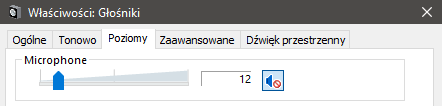 Właściwości: Głośniki
Ogólne Tonowo Poziomy Zaawansowane Dźwięk przestrzenny
Microphone
12